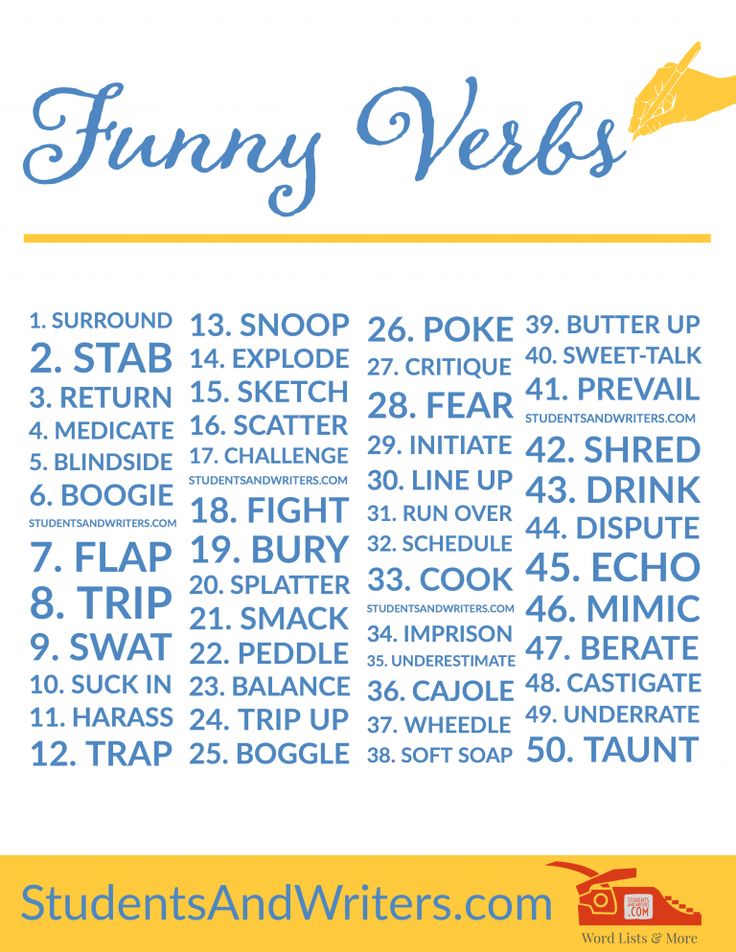 Funny Verbs
1. SURROUND
2. STAB
3. RETURN
4. MEDICATE
5. BLINDSIDE
6. BOOGIE
STUDENTSANDWRITERS.COM
7. FLAP
8. TRIP
9. SWAT
10. SUCK IN
11. HARASS
12. TRAP
13. SNOOP
14. EXPLODE
15. SKETCH
16. SCATTER
17. CHALLENGE
STUDENTSANDWRITERS.COM
18. FIGHT
19. BURY
20. SPLATTER
21. SMACK
22. PEDDLE
23. BALANCE
24. TRIP UP
25. BOGGLE
26. POKE
27. CRITIQUE
28. FEAR
29. INITIATE
30. LINE UP
31. RUN OVER
32. SCHEDULE
33. COOK
STUDENTSANDWRITERS.COM
34. IMPRISON
35. UNDERESTIMATE
36. CAJOLE
37. WHEEDLE
38. SOFT SOAP
39. BUTTER UP
40. SWEET-TALK
41. PREVAIL
STUDENTSANDWRITERS.COM
42. SHRED
43. DRINK
44. DISPUTE
45. ECHO
46. MIMIC
47. BERATE
48. CASTIGATE
49. UNDERRATE
50. TAUNT
StudentsAndWriters.com
STUDENTS
AND WRITERS
.COM
Word Lists & More